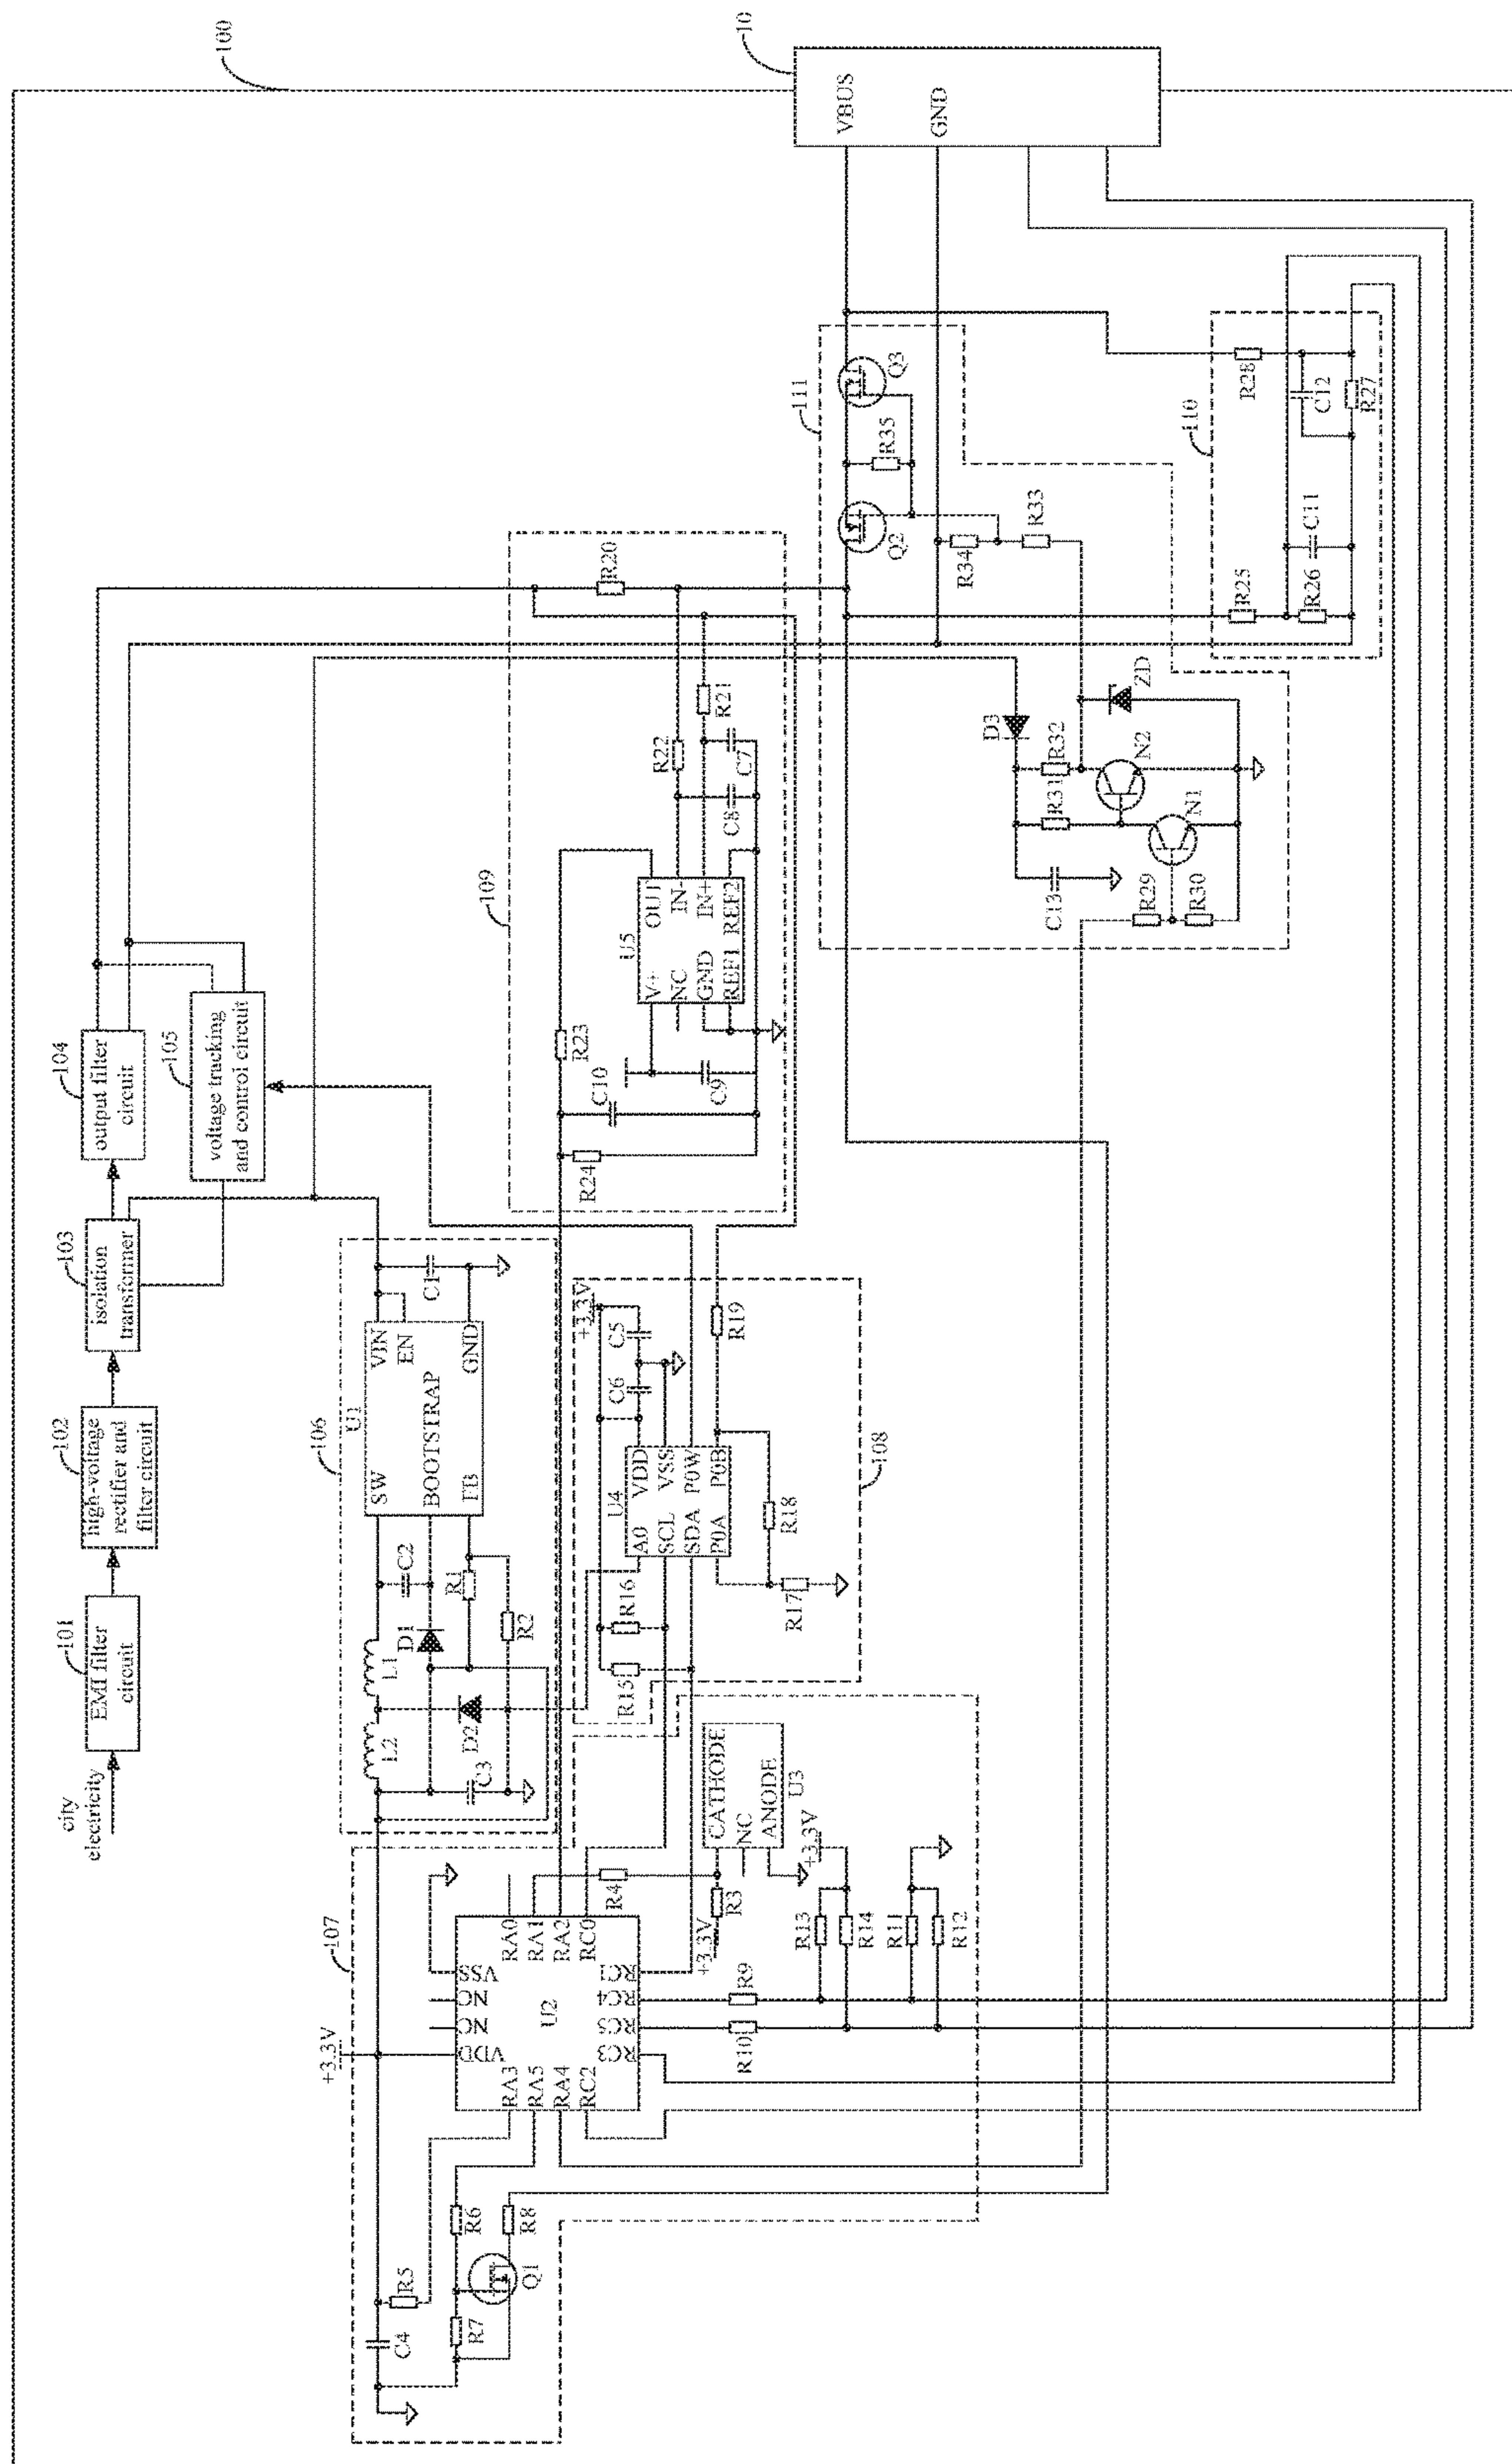 100
10
VBUS
GND
city
electricity
101
EMI filter
circuit
102
high-voltage
rectifier and
filter circuit
103
isolation
transformer
104
output filter
circuit
105
voltage tracking
and control circuit
106
U1
SW
BOOTSTRAP
FB
VIN
EN
GND
C1
C2
R1
D1
R2
L1
L2
D2
C3
107
+3.3V
VSS
NC
NC
VDD
RA0
RA1
RA2
RC0
U2
RC1
RC4
RC5
RC3
RA3
RA5
RA4
RC2
R4
R3
+3.3V
CATHODE
NC
ANODE
U3
+3.3V
R13
R14
R11
R12
R9
R10
R5
C4
R6
R7
R8
Q1
108
+3.3V
C5
C6
U4
A0
SCL
SDA
P0A
VDD
VSS
P0W
P0B
R15
R16
R17
R18
R19
109
R20
R21
R22
C7
C8
U5
V+
NC
GND
REF1
OUT
IN-
IN+
REF2
R23
C10
C9
R24
111
Q3
R35
Q2
R34
R33
ZD
D3
R32
R31
N2
N1
C13
R29
R30
110
R28
C12
R27
C11
R25
R26